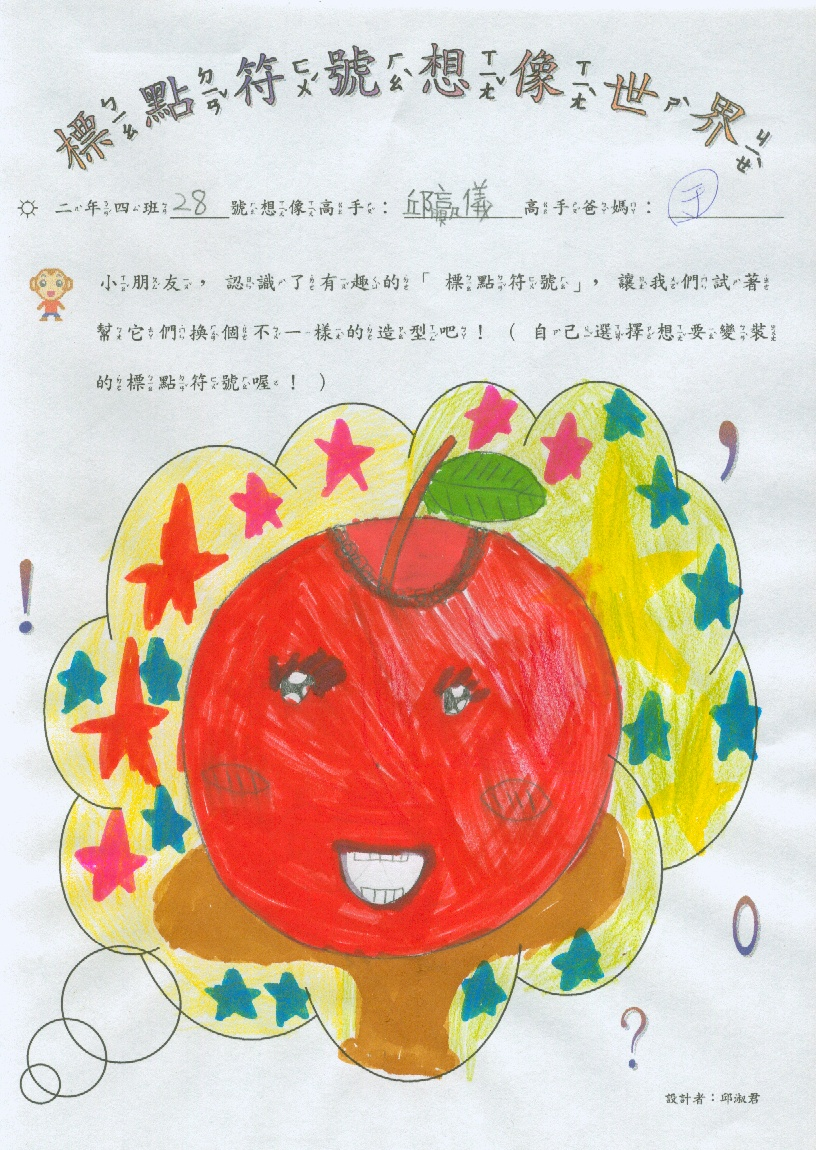 標點符號想像世界
二年四班28號想像高手：邱贏儀 高手爸媽：
小朋友，認識了有趣的「標點符號」，讓我們試著
幫它們換個不一樣的造型吧！（自己選擇想要變裝
的標點符號喔！）
，
！
0
？
設計者：邱淑君